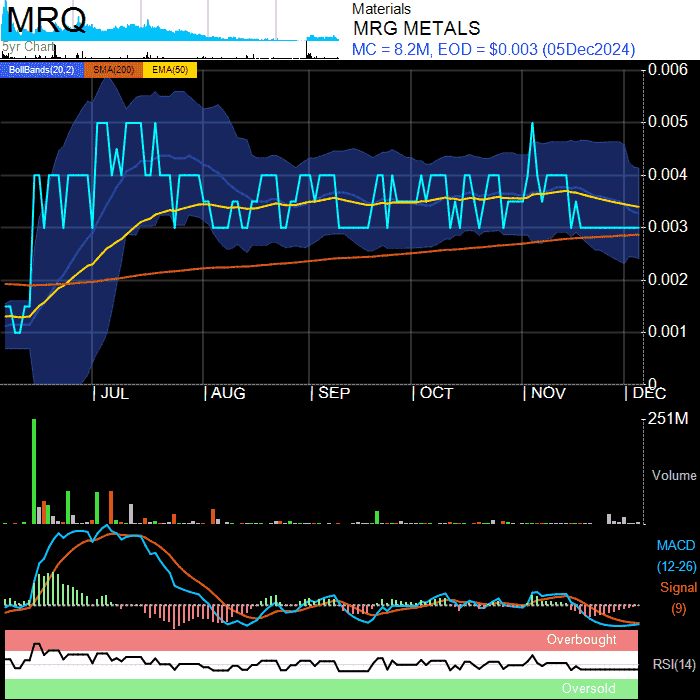 MRQ
5yr Chart
Materials
MRG METALS
MC = 8.2M, EOD = $0.003 (05Dec2024)
BollBands(20,2) SMA(200) EMA(50)
0.006
0.005
0.004
0.003
0.002
0.001
0
JUL AUG SEP OCT NOV DEC
251M
Volume
MACD
(12-26)
Signal
(9)
Overbought
RSI(14)
Oversold